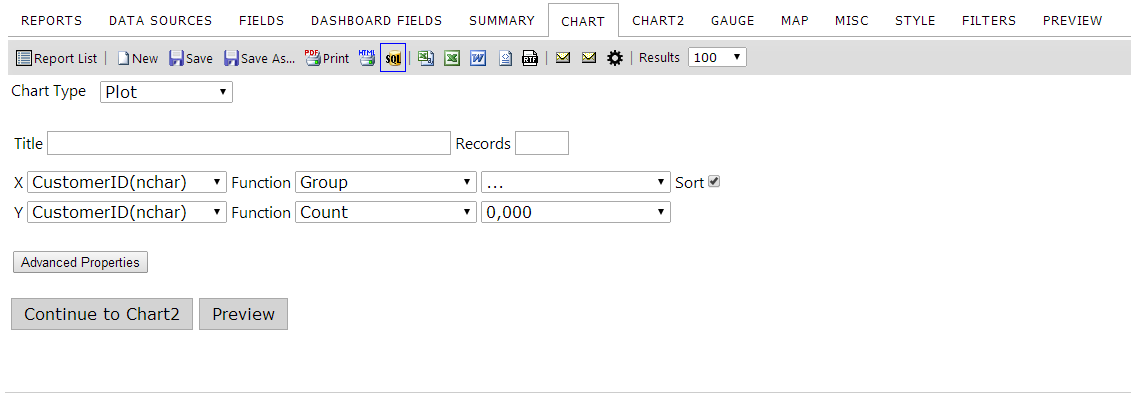 REPORTS DATA SOURCES FIELDS DASHBOARD FIELDS SUMMARY CHART CHART2 GAUGE MAP MISC STYLE FILTERS PREVIEW
Report List | New Save Save As... PDF Print HTML SQL | RTF | | Results 100
Chart Type Plot
Title Records
X CustomerID(nchar) Function Group ... Sort
Y CustomerID(nchar) Function Count 0,000
Advanced Properties
Continue to Chart2 Preview